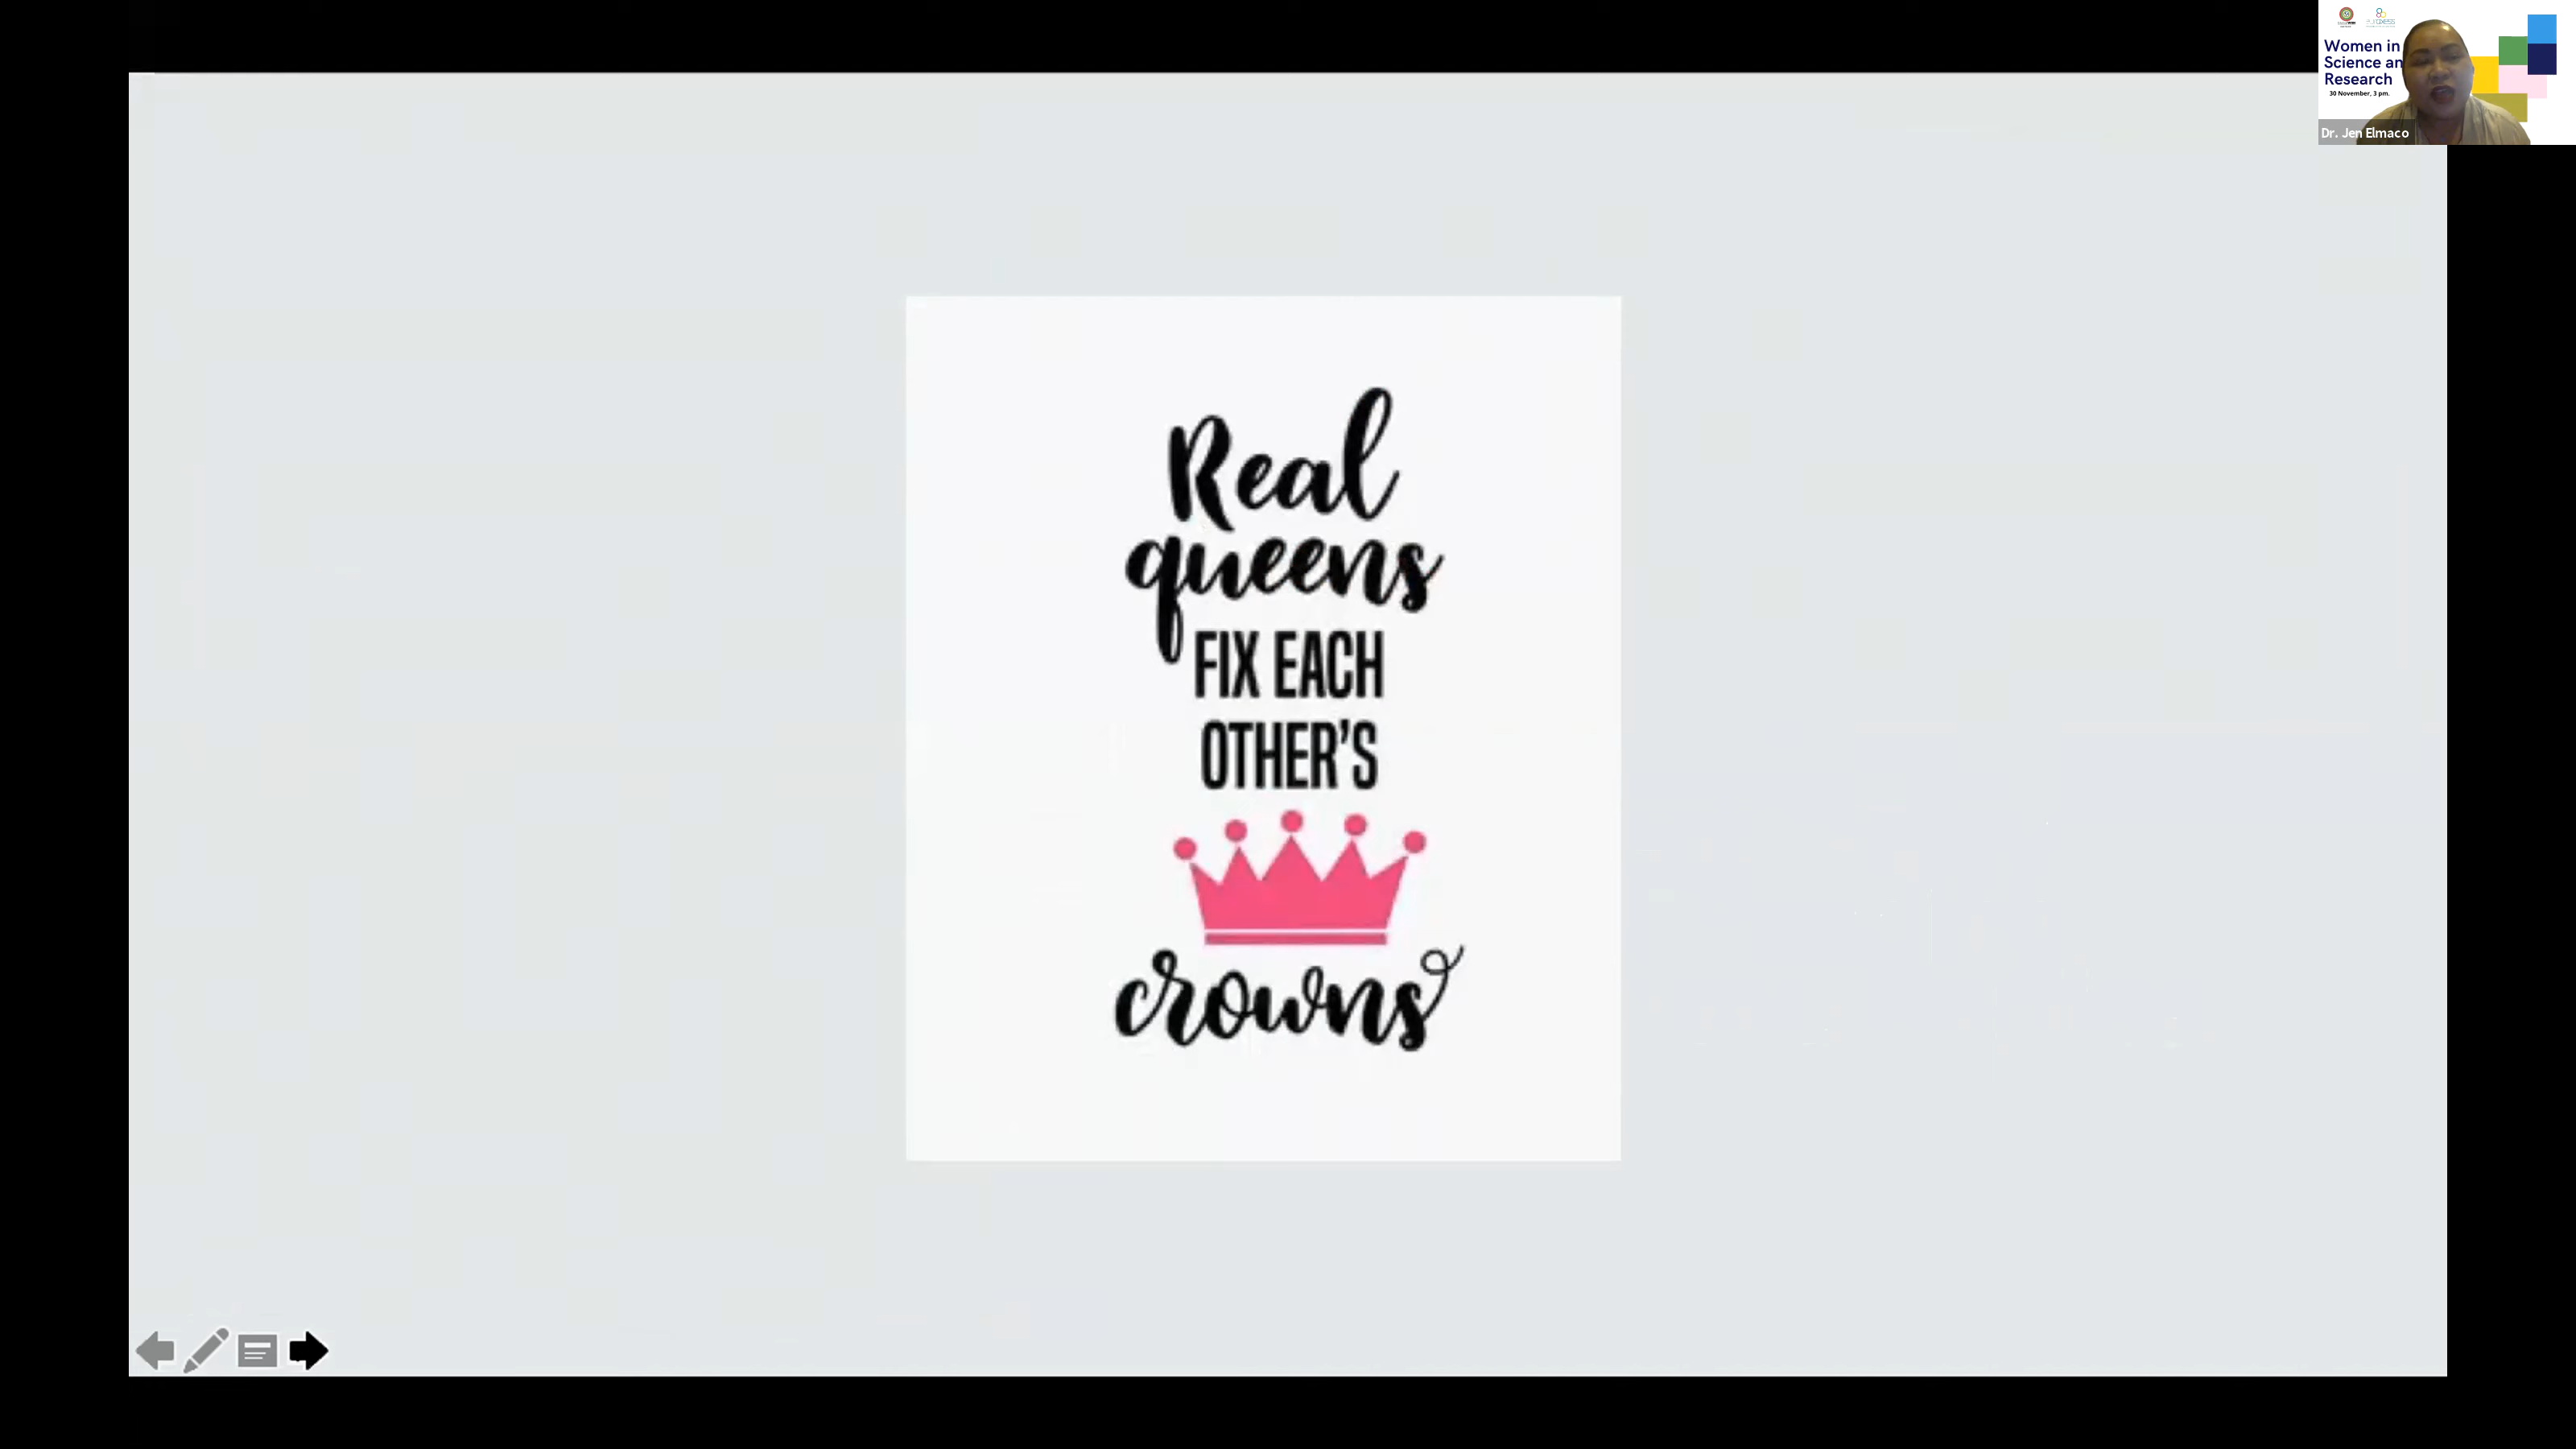 Women in
Science an
Research
30 November, 3 pm.
Dr. Jen Elmaco
Real
queens
FIX EACH
OTHER'S
crowns